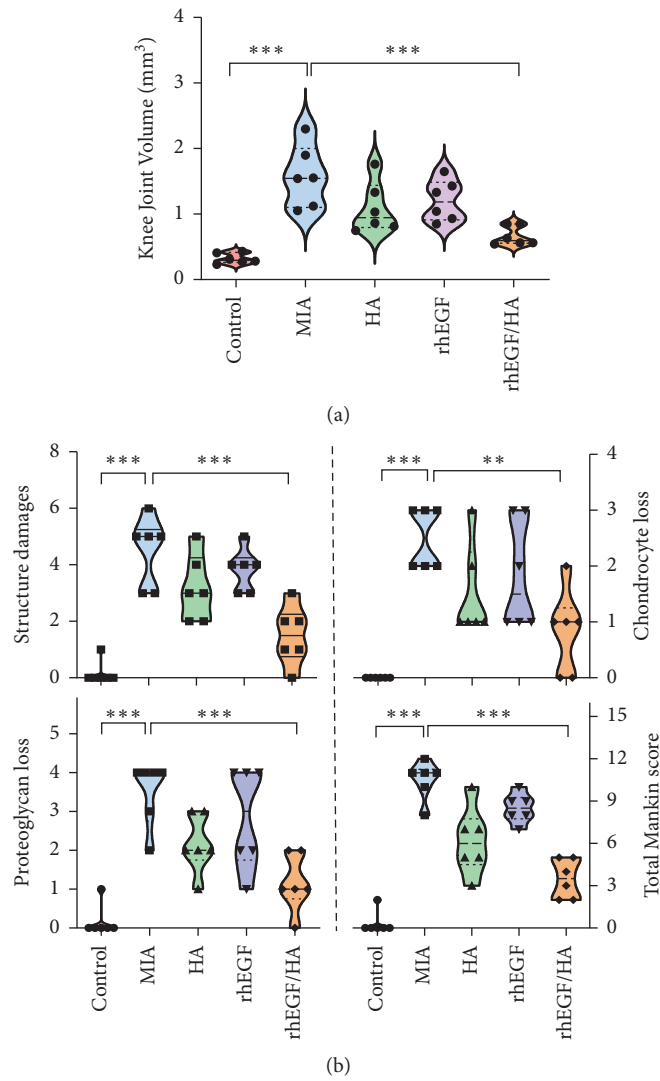 Knee Joint Volume (mm³)
4
3
2
1
0
***
***
Control
MIA
HA
rhEGF
rhEGF/HA
(a)
Structure damages
8
6
4
2
0
***
***
***
**
4
3
2
1
0
Chondrocyte loss
Proteoglycan loss
5
4
3
2
1
0
***
***
***
***
15
12
9
6
3
0
Total Mankin score
Control
MIA
HA
rhEGF
rhEGF/HA
Control
MIA
HA
rhEGF
rhEGF/HA
(b)